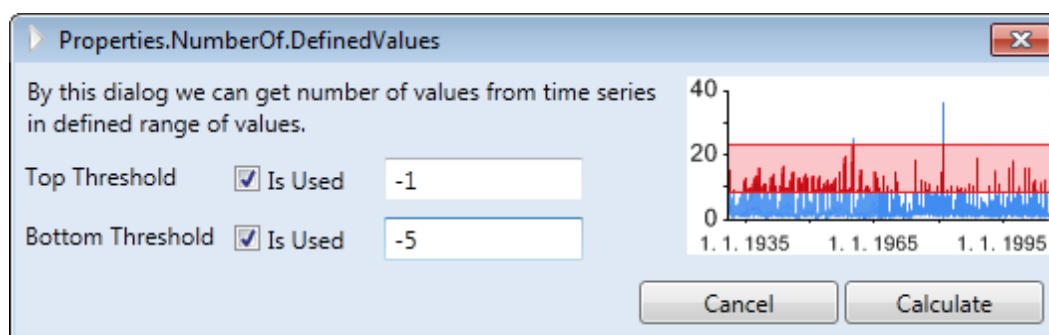 Properties.NumberOf.DefinedValues
By this dialog we can get number of values from time series
in defined range of values.
Top Threshold Is Used -1
Bottom Threshold Is Used -5
40
20
0
1. 1. 1935 1. 1. 1965 1. 1. 1995
Cancel Calculate